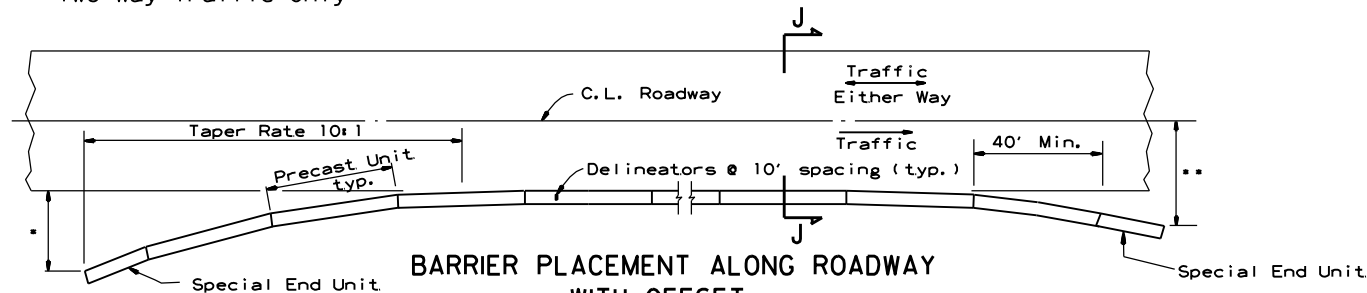 Two Way Traffic Only
J
Traffic
Either Way
C.L. Roadway
Taper Rate 10:1
Traffic
40' Min.
Precast Unit
typ.
Delineators @ 10' spacing (typ.)
**
*
J
BARRIER PLACEMENT ALONG ROADWAY
WITH OFFSET
Special End Unit
Special End Unit